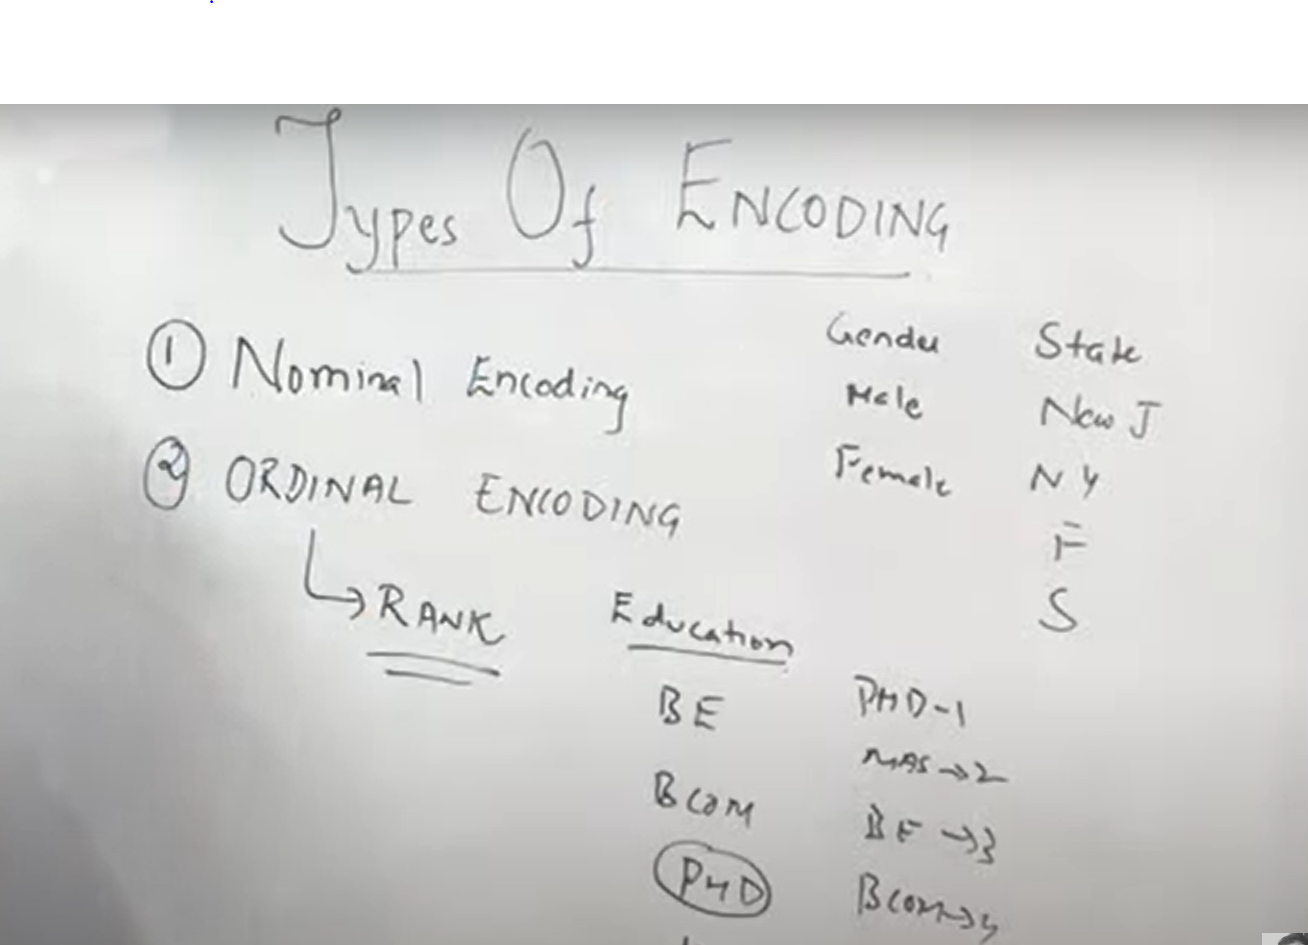 Types Of ENCODING
① Nominal Encoding
② ORDINAL ENCODING
↳ RANK
Gender State
Male New J
Female N Y
F
S
Education
BE PHD-1
MAS→2
BCOM BE→3
PHD BCOM→4